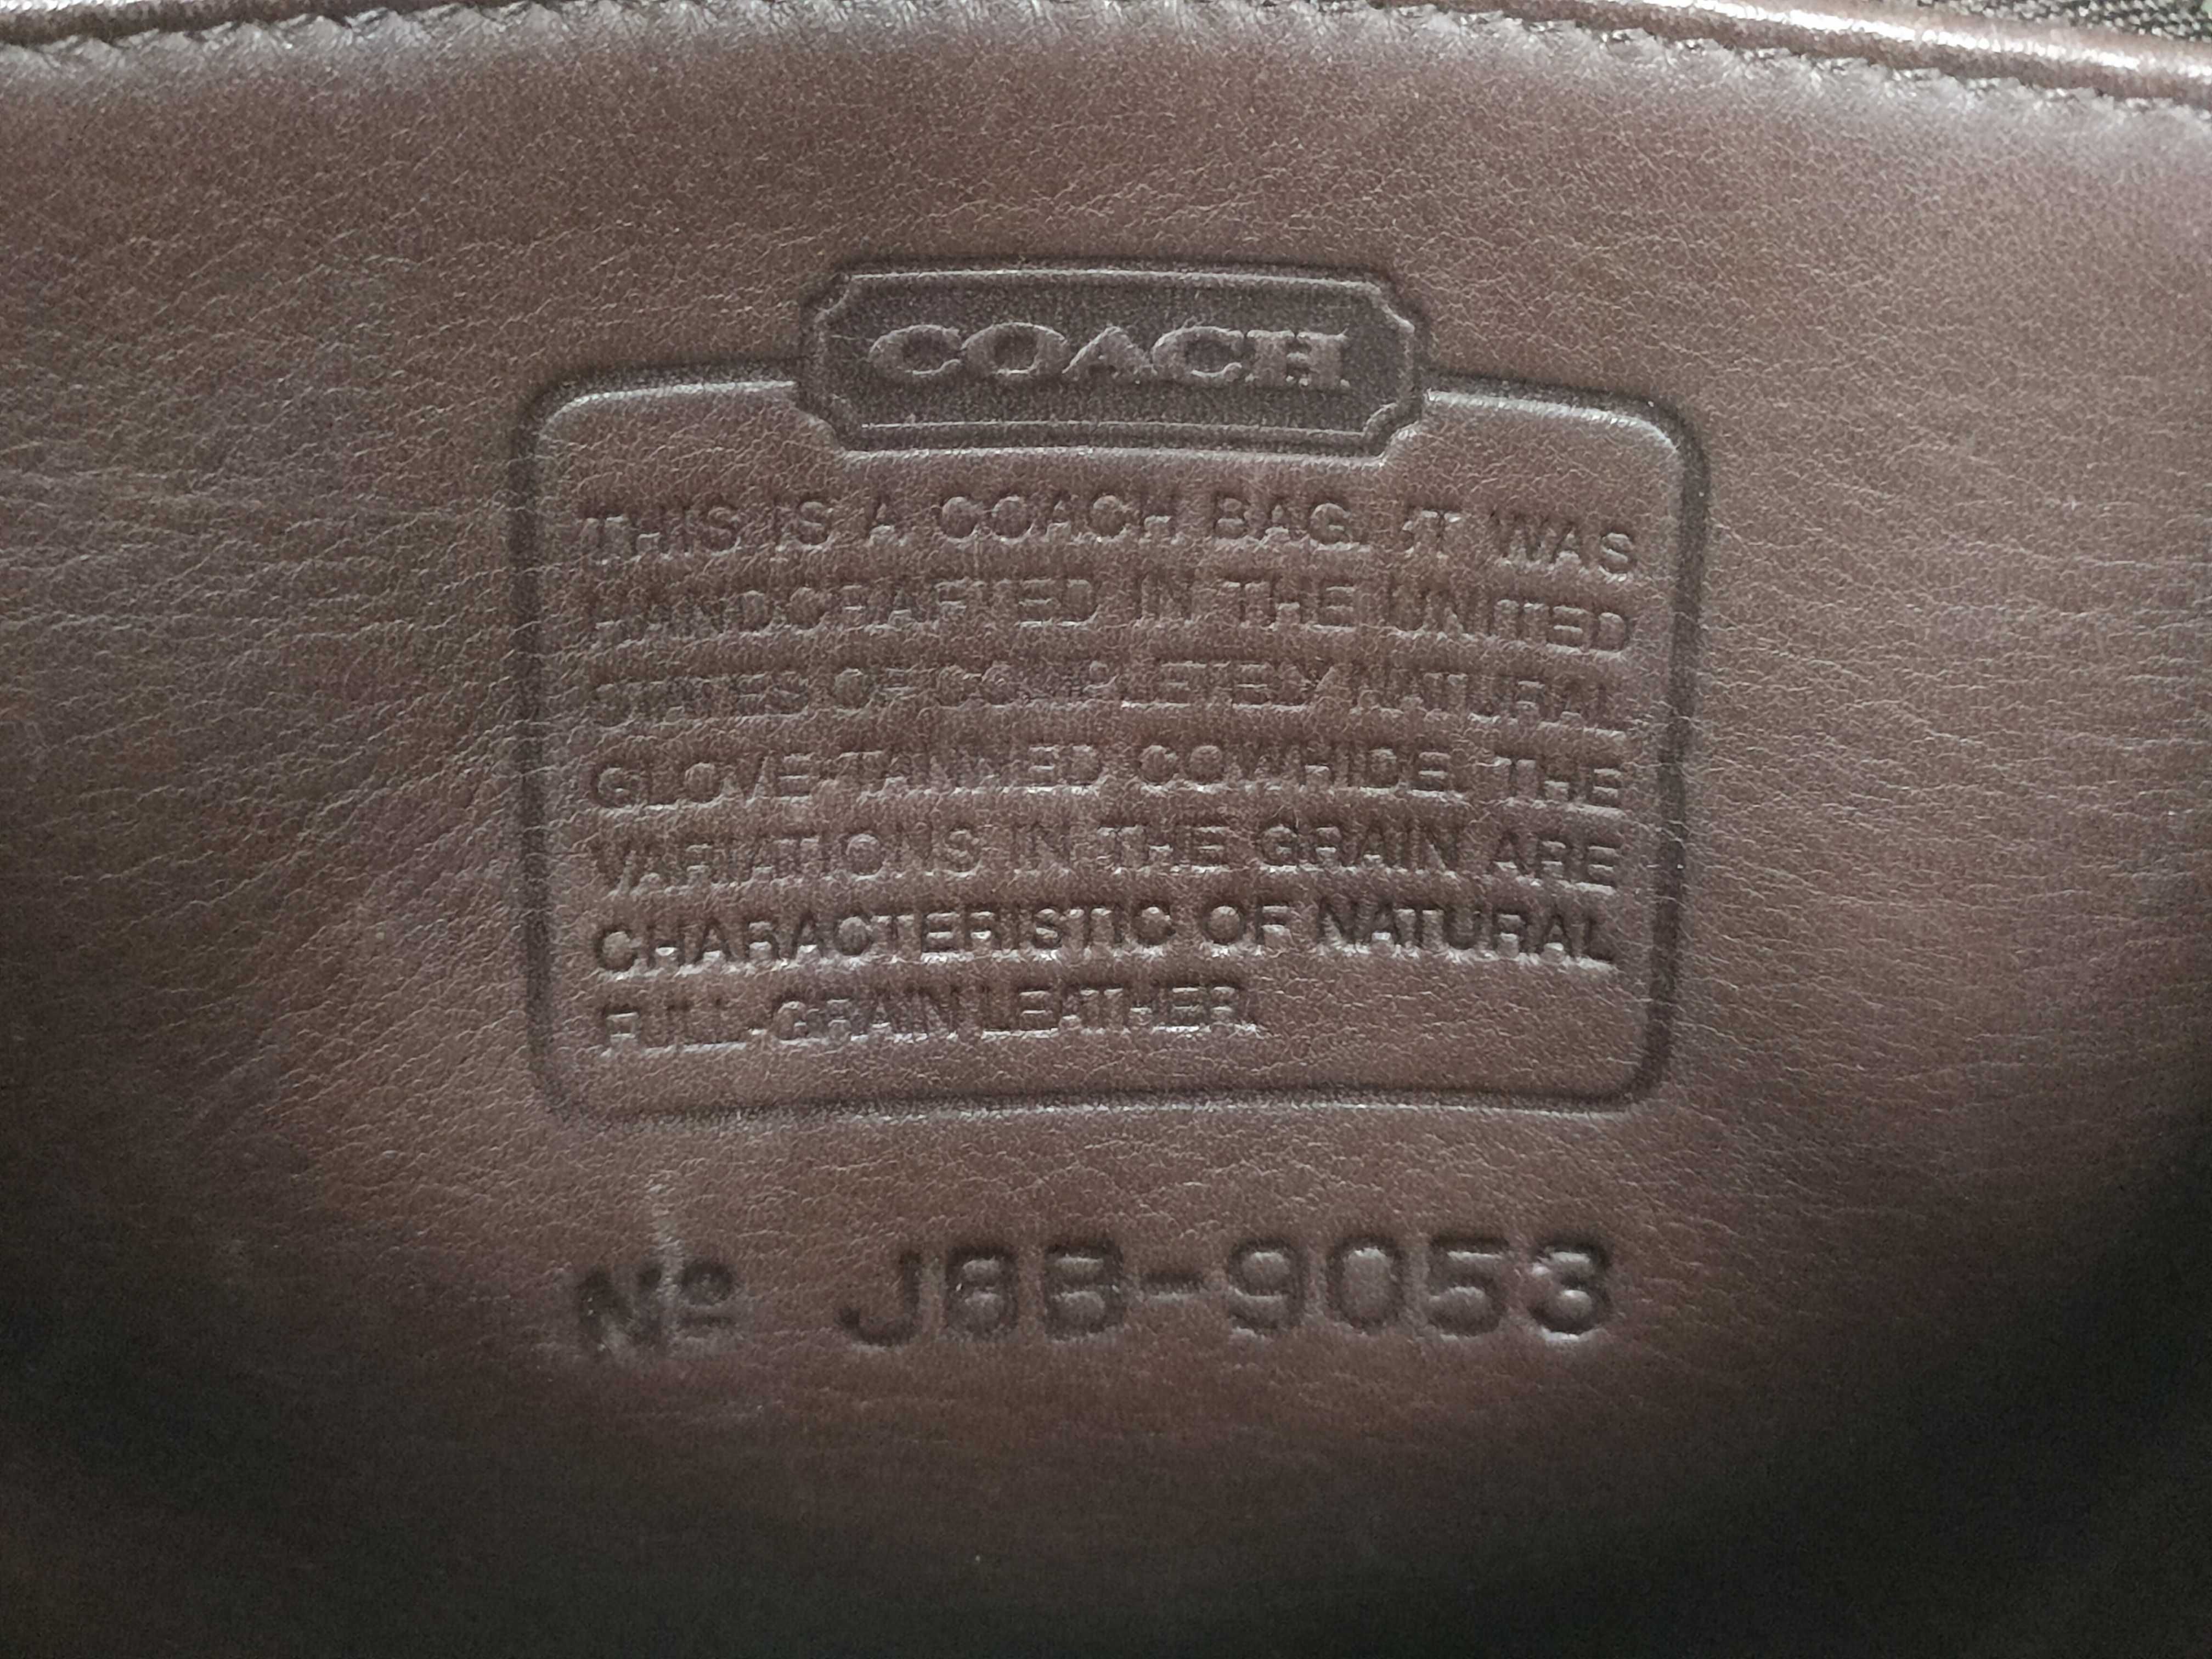 COACH
THIS IS A COACH BAG. IT WAS
HANDCRAFTED IN THE UNITED
STATES OF COMPLETELY NATURAL
GLOVE-TANNED COWHIDE. THE
VARIATIONS IN THE GRAIN ARE
CHARACTERISTIC OF NATURAL
FULL-GRAIN LEATHER.
Nº J8B-9053